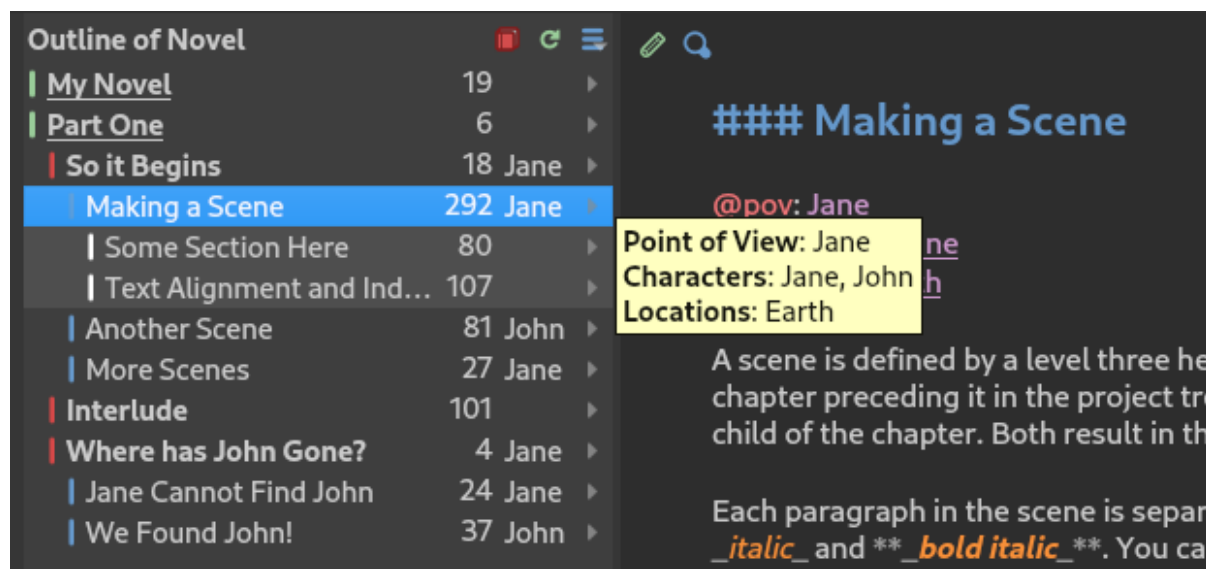 Outline of Novel
My Novel 19
Part One 6
So it Begins 18 Jane
Making a Scene 292 Jane
Some Section Here 80
Text Alignment and Ind... 107
Another Scene 81 John
More Scenes 27 Jane
Interlude 101
Where has John Gone? 4 Jane
Jane Cannot Find John 24 Jane
We Found John! 37 John
### Making a Scene
@pov: Jane
ne
h
Point of View: Jane
Characters: Jane, John
Locations: Earth
A scene is defined by a level three he
chapter preceding it in the project tr
child of the chapter. Both result in th
Each paragraph in the scene is separ
_italic_ and **_bold italic_**. You ca